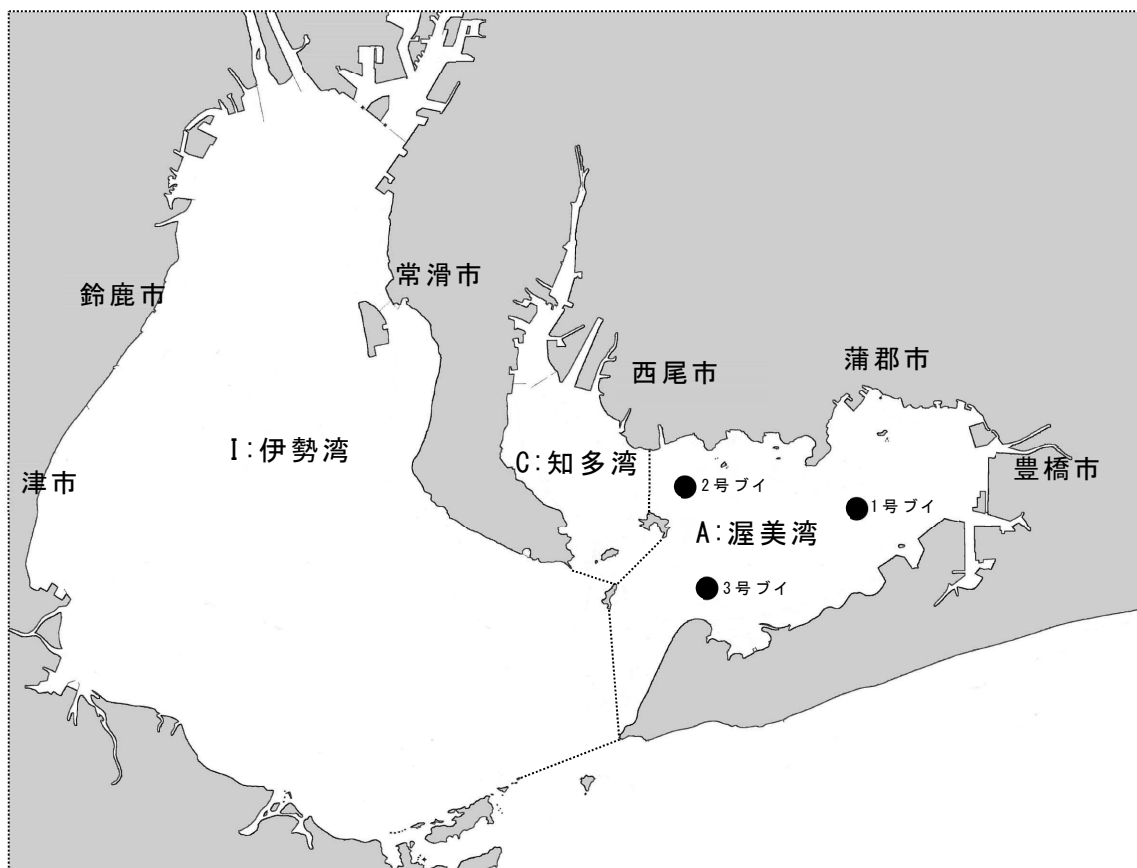 常滑市
鈴鹿市
蒲郡市
西尾市
I:伊勢湾
C:知多湾
豊橋市
津市
2号ブイ
1号ブイ
A:渥美湾
3号ブイ